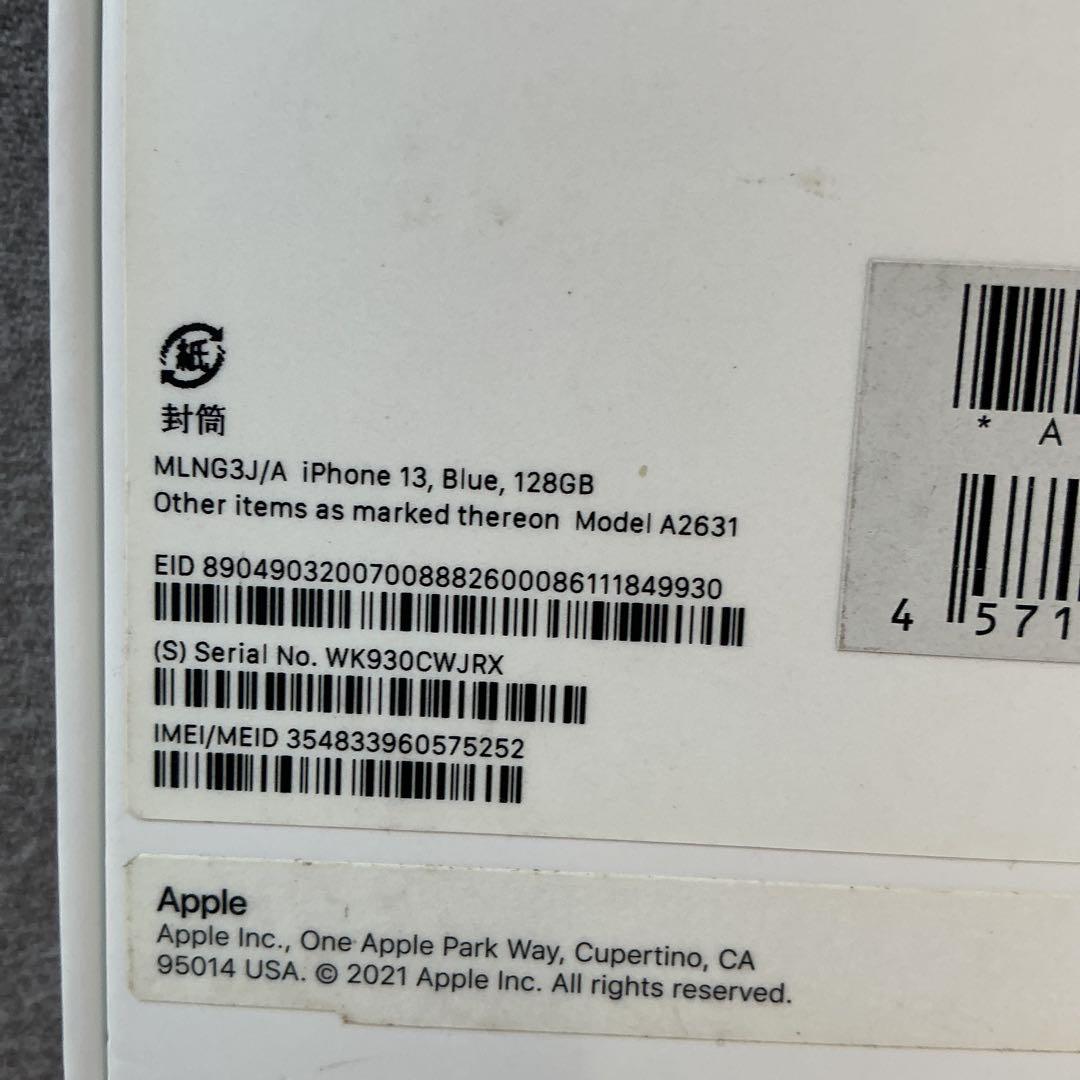 紙
封筒
MLNG3J/A iPhone 13, Blue, 128GB
Other items as marked thereon Model A2631
EID 89049032007008882600086111849930
(S) Serial No. WK930CWJRX
IMEI/MEID 354833960575252
* A
4 571
Apple
Apple Inc., One Apple Park Way, Cupertino, CA
95014 USA. © 2021 Apple Inc. All rights reserved.